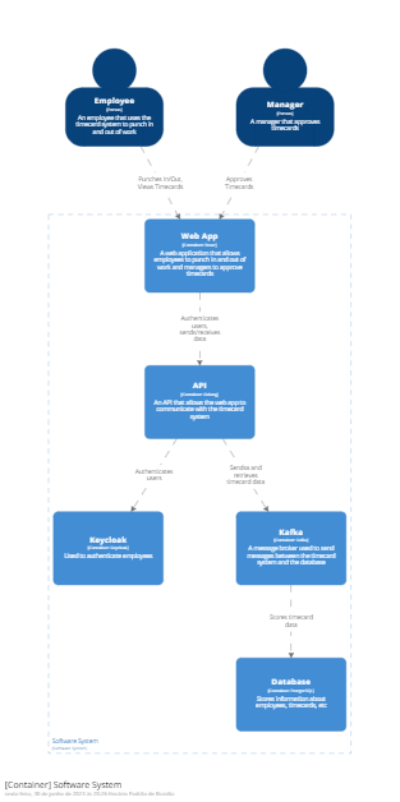 Employee
[Person]
An employee that uses the
timecard system to punch in
and out of work
Manager
[Person]
A manager that approves
timecards
Punches In/Out,
Views Timecards
Approves
Timecards
Web App
A web application that allows
employees to punch in and out of
work and managers to approve
timecards
Authenticates
users,
sends/receives
data
API
An API that allows the web app to
communicate with the timecard
system
Authenticates
users
Sends and
retrieves
timecard data
Keycloak
[Container: Keycloak]
Used to authenticate employees
Kafka
[Container: Kafka]
A message broker used to send
messages between the timecard
system and the database
Stores timecard
data
Database
[Container: PostgreSQL]
Stores information about
employees, timecards, etc
Software System
[Software System]
[Container] Software System